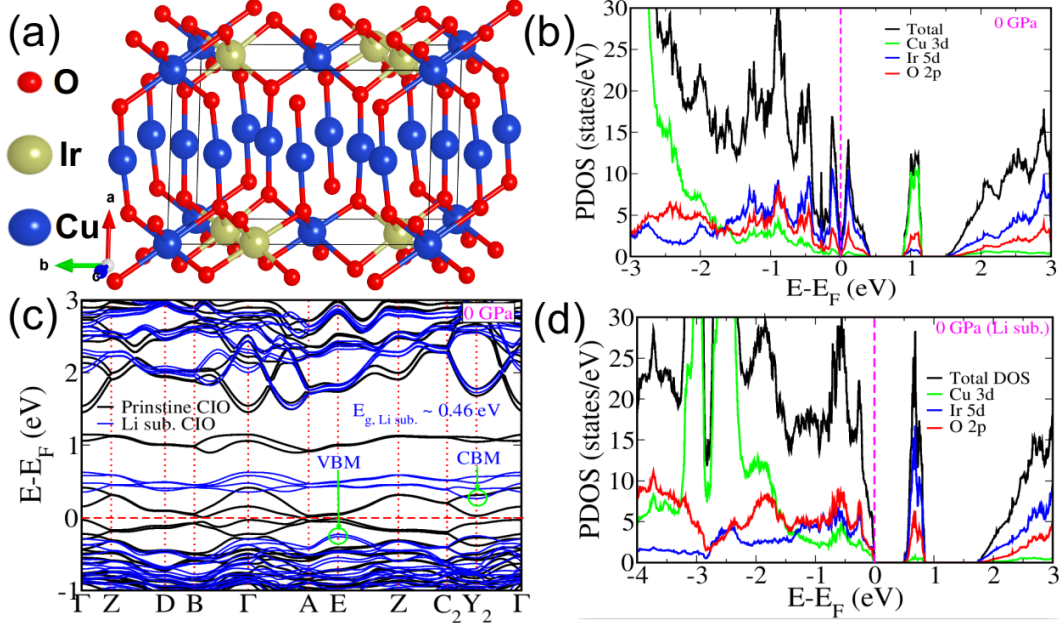 (a)
O
Ir
Cu
a
b
c
(b)
0 GPa
Total
Cu 3d
Ir 5d
O 2p
PDOS (states/eV)
30
25
20
15
10
5
0
-3 -2 -1 0 1 2 3
E-E_F (eV)
(c)
0 GPa
E-E_F (eV)
3
2
1
0
-1
Prinstine CIO
Li sub. CIO
E_g, Li sub. ~ 0.46 eV
VBM
CBM
Γ Z D B Γ A E Z C_2 Y_2 Γ
(d)
0 GPa (Li sub.)
Total DOS
Cu 3d
Ir 5d
O 2p
PDOS (states/eV)
30
25
20
15
10
5
0
-4 -3 -2 -1 0 1 2 3
E-E_F (eV)